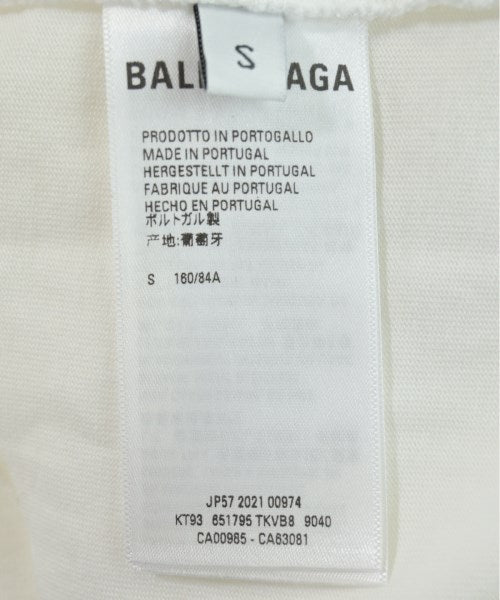 S
BAL AGA
PRODOTTO IN PORTOGALLO
MADE IN PORTUGAL
HERGESTELLT IN PORTUGAL
FABRIQUE AU PORTUGAL
HECHO EN PORTUGAL
ポルトガル製
产地:葡萄牙
S 160/84A
JP57 2021 00974
KT93 651795 TKVB8 9040
CA00985 - CA63081